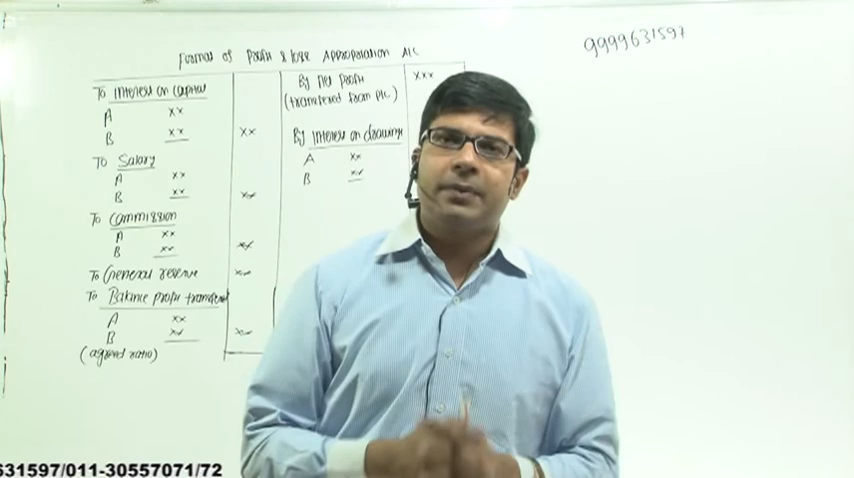 Format of Profit & loss Appropriation A/C
9999631597
To Interest on capital
A xx
B xx xx
To Salary
A xx
B xx xx
To Commission
A xx
B xx xx
To General reserve xx
To Balance profit transferred
A xx
B xx xx
(agreed ratio)
By Net Profit xxx
(transfered from P/L)
By Interest on drawings
A xx
B xx
631597/011-30557071/72